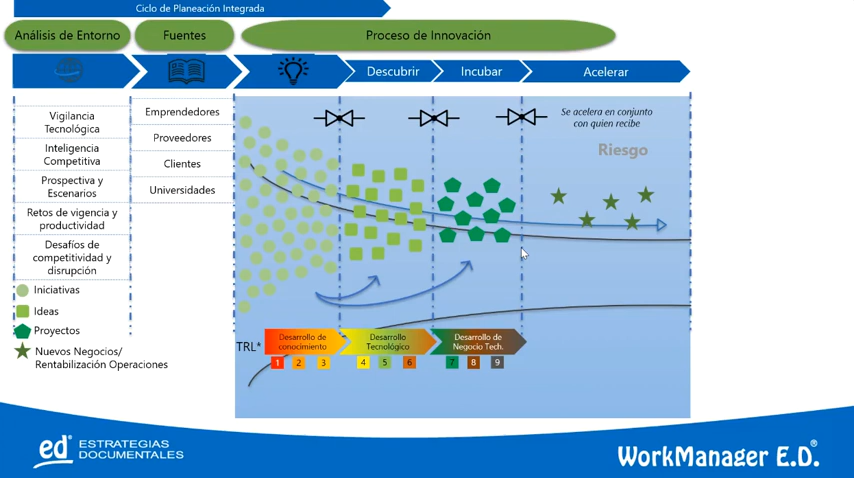 Ciclo de Planeación Integrada
Análisis de Entorno
Fuentes
Proceso de Innovación
Descubrir
Incubar
Acelerar
Vigilancia
Tecnológica
Inteligencia
Competitiva
Prospectiva y
Escenarios
Retos de vigencia y
productividad
Desafíos de
competitividad y
disrupción
Emprendedores
Proveedores
Clientes
Universidades
Se acelera en conjunto
con quien recibe
Riesgo
Iniciativas
Ideas
Proyectos
Nuevos Negocios/
Rentabilización Operaciones
TRL*
Desarrollo de
conocimiento
Desarrollo
Tecnológico
Desarrollo de
Negocio Tech.
1 2 3 4 5 6 7 8 9
ed®
ESTRATEGIAS
DOCUMENTALES
WorkManager E.D.®